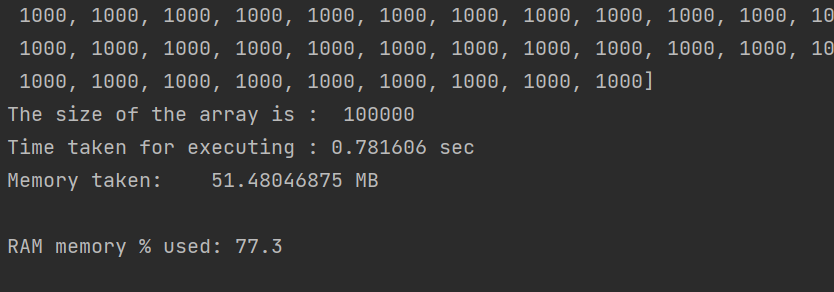 1000, 1000, 1000, 1000, 1000, 1000, 1000, 1000, 1000, 1000, 1000, 10
1000, 1000, 1000, 1000, 1000, 1000, 1000, 1000, 1000, 1000, 1000, 10
1000, 1000, 1000, 1000, 1000, 1000, 1000, 1000, 1000]
The size of the array is :  100000
Time taken for executing : 0.781606 sec
Memory taken:    51.48046875 MB
RAM memory % used: 77.3